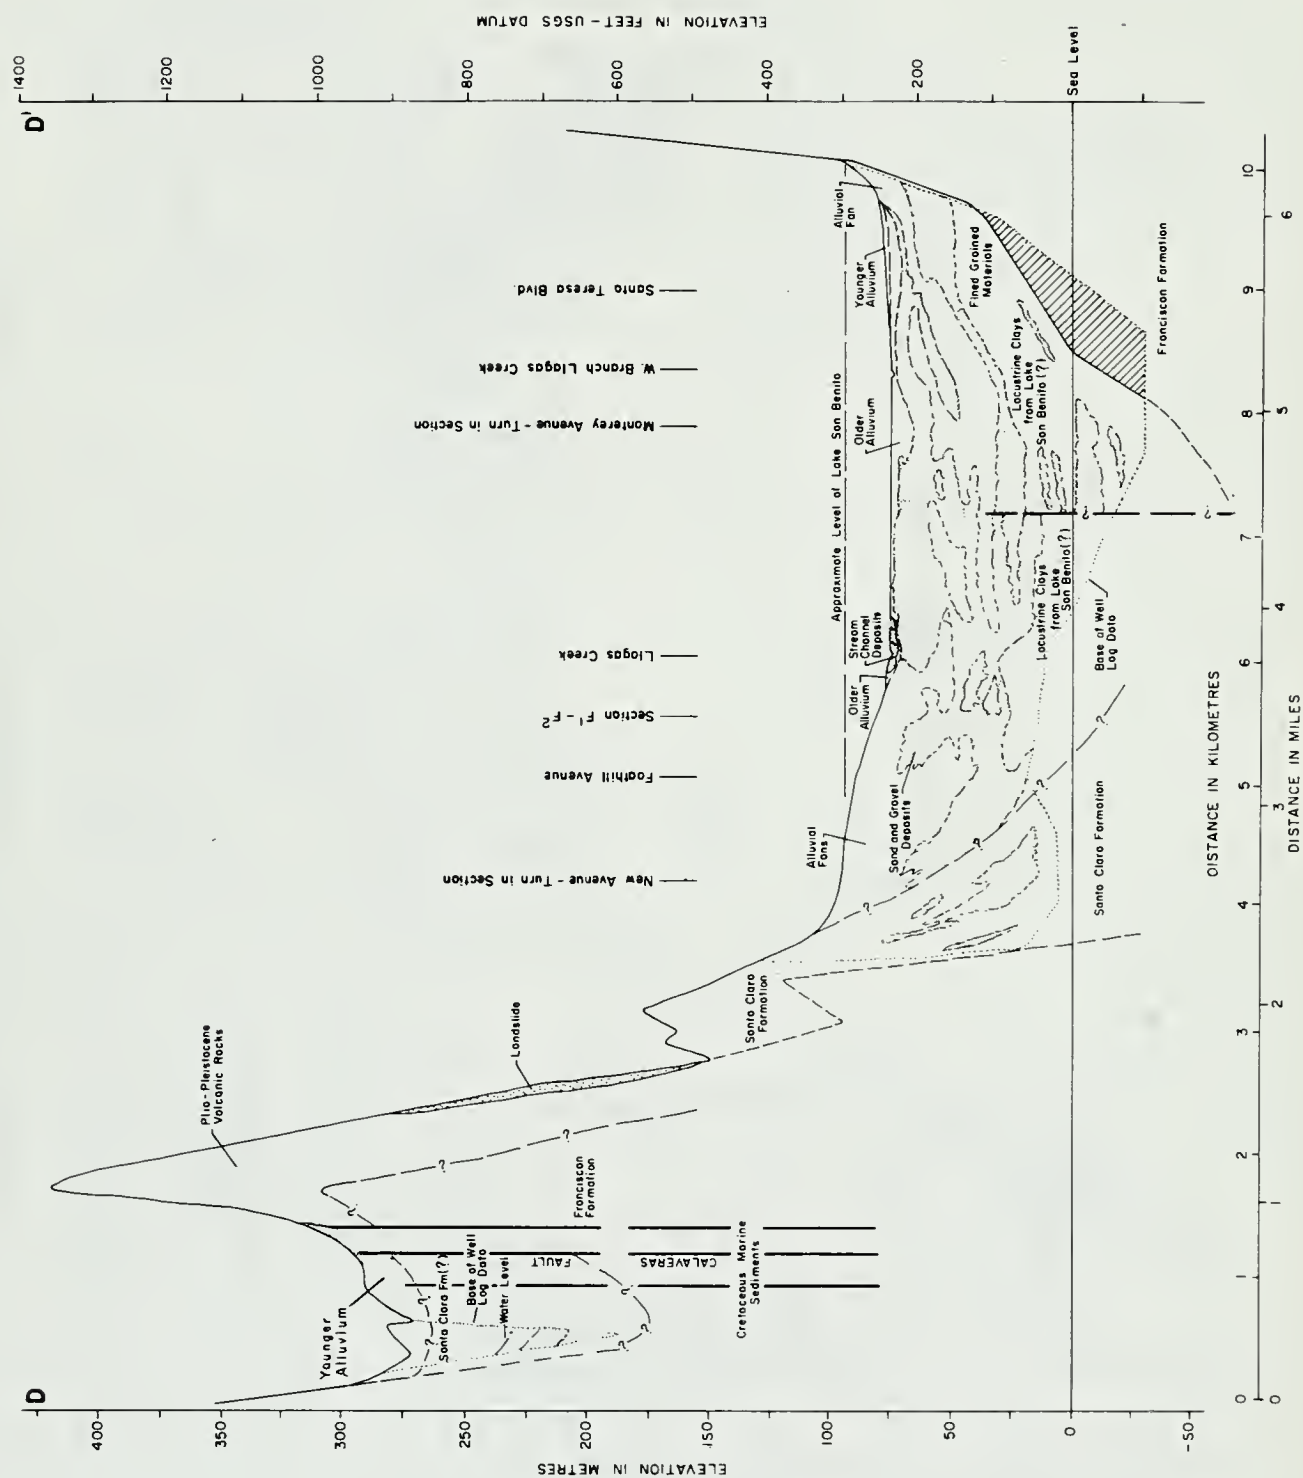 D
D'
ELEVATION IN FEET-USGS DATUM
1400
1200
1000
800
600
400
200
Sea Level
ELEVATION IN METRES
450
400
350
300
250
200
150
100
50
0
-50
Santa Teresa Blvd.
W. Branch Llagas Creek
Monterey Avenue-Turn in Section
Llagas Creek
Section F¹-F²
Foothill Avenue
New Avenue-Turn in Section
Plio-Pleistocene
Volcanic Rocks
Landslide
Younger
Alluvium
Santa Clara Fm(?)
Base of Well
Log Data
Water Level
FAULT
CALAVERAS
Franciscan
Formation
Cretaceous Marine
Sediments
Santa Clara
Formation
Alluvial
Fans
Sand and Gravel
Deposits
Older
Alluvium
Stream
Channel
Deposits
Approximate Level of Lake San Benito
Older
Alluvium
Younger
Alluvium
Alluvial
Fan
Fined Grained
Materials
Lacustrine Clays
from Lake
San Benito(?)
Lacustrine Clays
from Lake
San Benito(?)
Base of Well
Log Data
Santa Clara Formation
Franciscan Formation
? ? ? ? ? ? ? ? ? ? ? ? ? ? ?
0 1 2 3 4 5 6 7 8 9 10
DISTANCE IN KILOMETRES
0 1 2 3 4 5 6
DISTANCE IN MILES